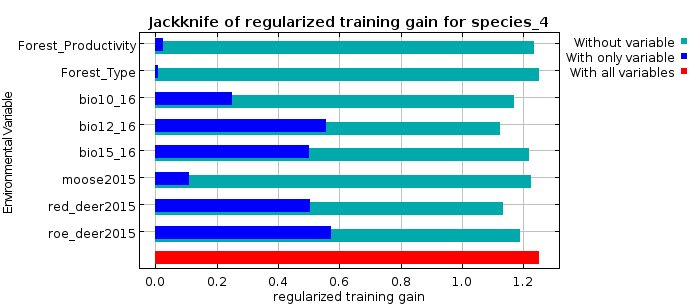 Jackknife of regularized training gain for species_4
Environmental Variable
Forest_Productivity
Forest_Type
bio10_16
bio12_16
bio15_16
moose2015
red_deer2015
roe_deer2015
0.0 0.2 0.4 0.6 0.8 1.0 1.2
regularized training gain
Without variable
With only variable
With all variables